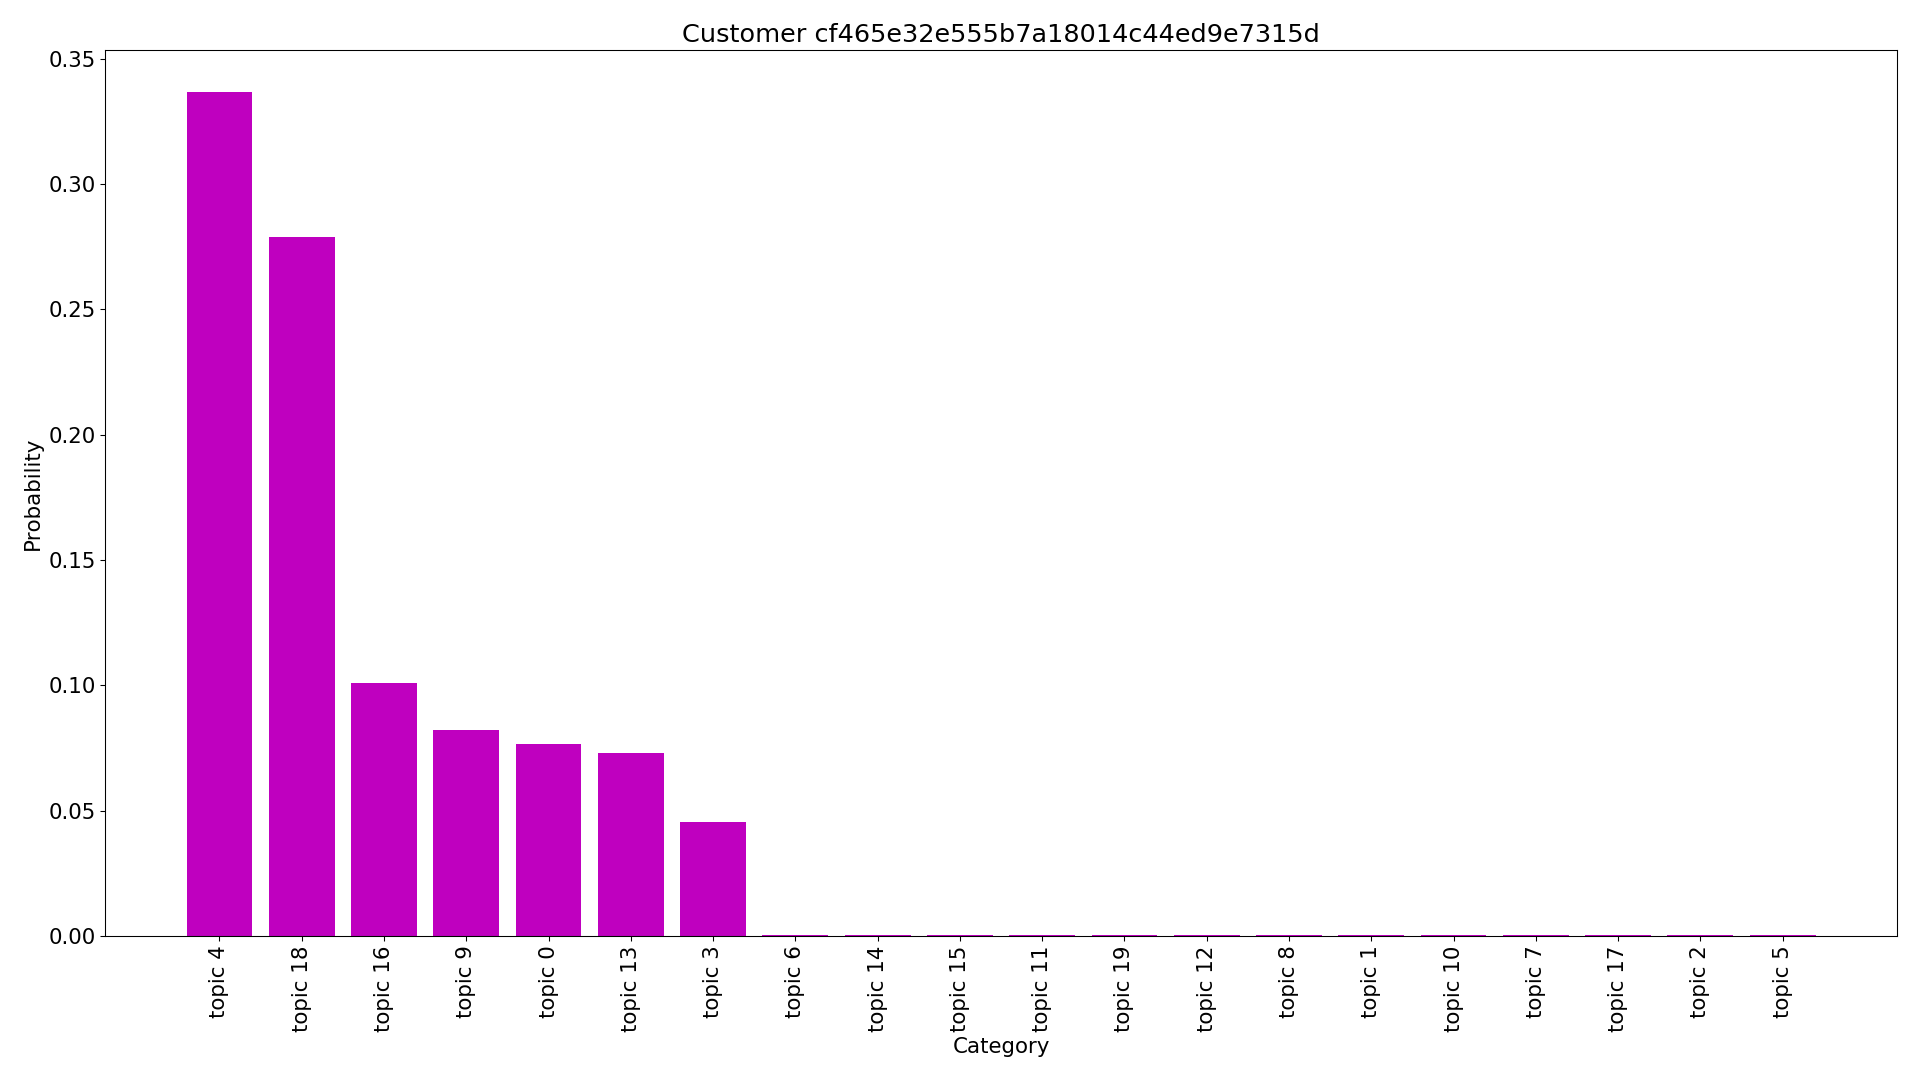 Customer cf465e32e555b7a18014c44ed9e7315d
Probability
0.35
0.30
0.25
0.20
0.15
0.10
0.05
0.00
topic 4
topic 18
topic 16
topic 9
topic 0
topic 13
topic 3
topic 6
topic 14
topic 15
topic 11
topic 19
topic 12
topic 8
topic 1
topic 10
topic 7
topic 17
topic 2
topic 5
Category